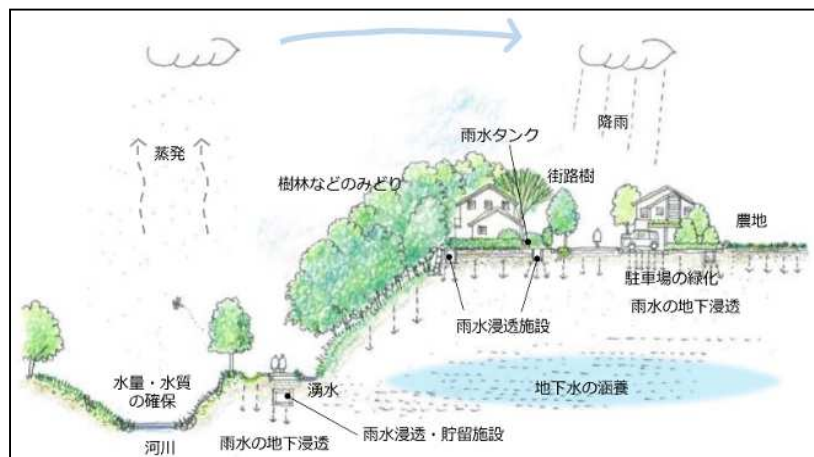 蒸発
降雨
雨水タンク
樹林などのみどり
街路樹
農地
駐車場の緑化
雨水の地下浸透
雨水浸透施設
水量・水質
の確保
湧水
地下水の涵養
河川
雨水の地下浸透
雨水浸透・貯留施設